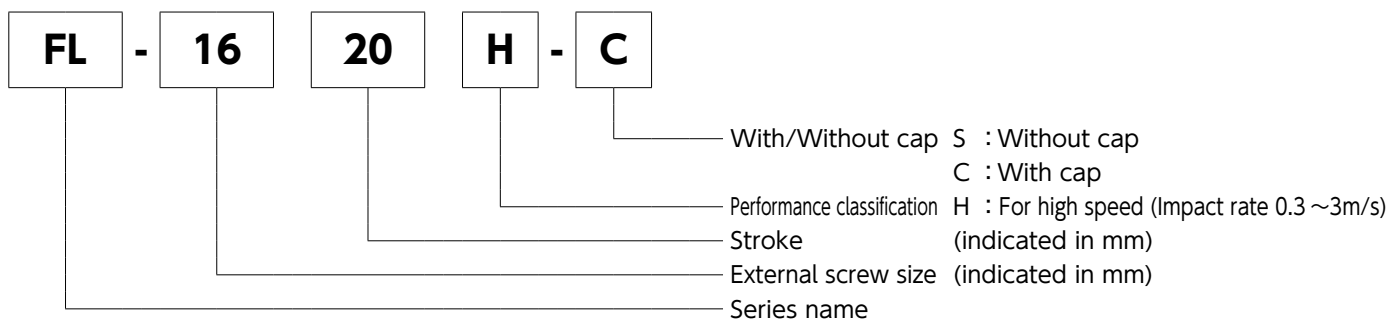 FL - 16 20 H - C
With/Without cap S : Without cap
C : With cap
Performance classification H : For high speed (Impact rate 0.3～3m/s)
Stroke (indicated in mm)
External screw size (indicated in mm)
Series name